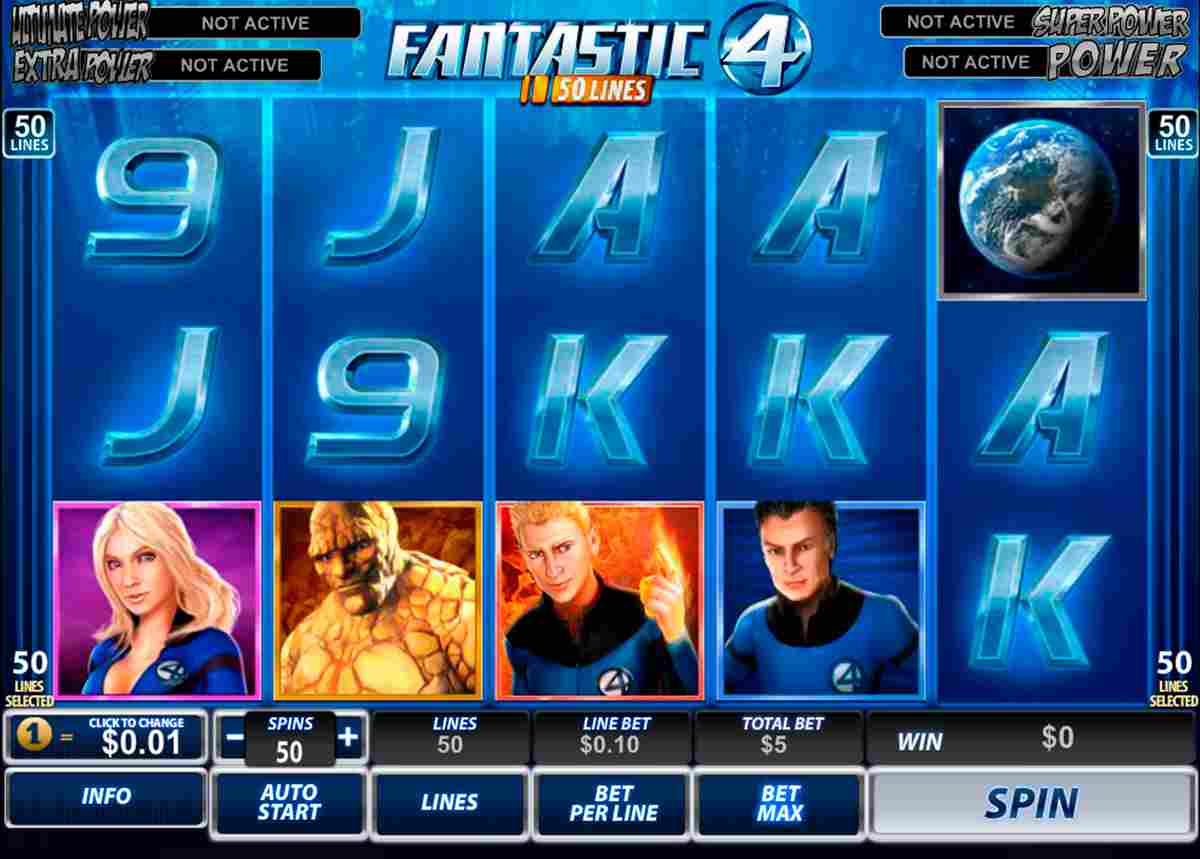 ULTIMATE POWER NOT ACTIVE
EXTRA POWER NOT ACTIVE
FANTASTIC 4
50 LINES
NOT ACTIVE SUPER POWER
NOT ACTIVE POWER
50
LINES
50
LINES
9 J A A
J 9 K K A
4 4 4 K
50
LINES
SELECTED
50
LINES
SELECTED
1 = CLICK TO CHANGE
$0.01
- SPINS +
50
LINES
50
LINE BET
$0.10
TOTAL BET
$5
WIN $0
INFO
AUTO
START
LINES
BET
PER LINE
BET
MAX
SPIN